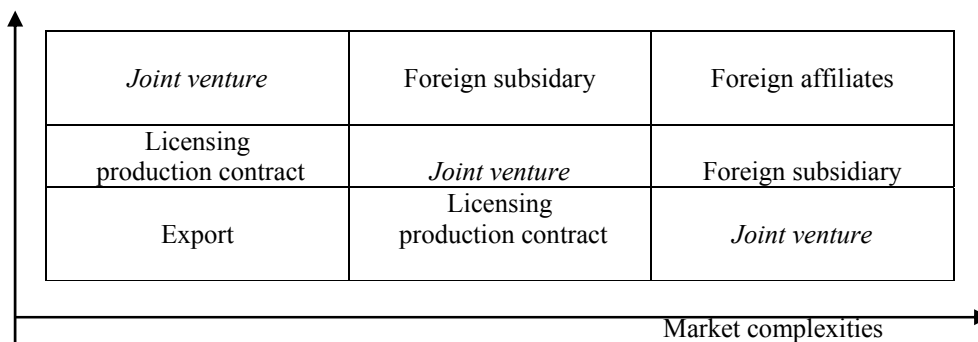 Joint venture
Foreign subsidary
Foreign affiliates
Licensing
production contract
Joint venture
Foreign subsidiary
Export
Licensing
production contract
Joint venture
Market complexities